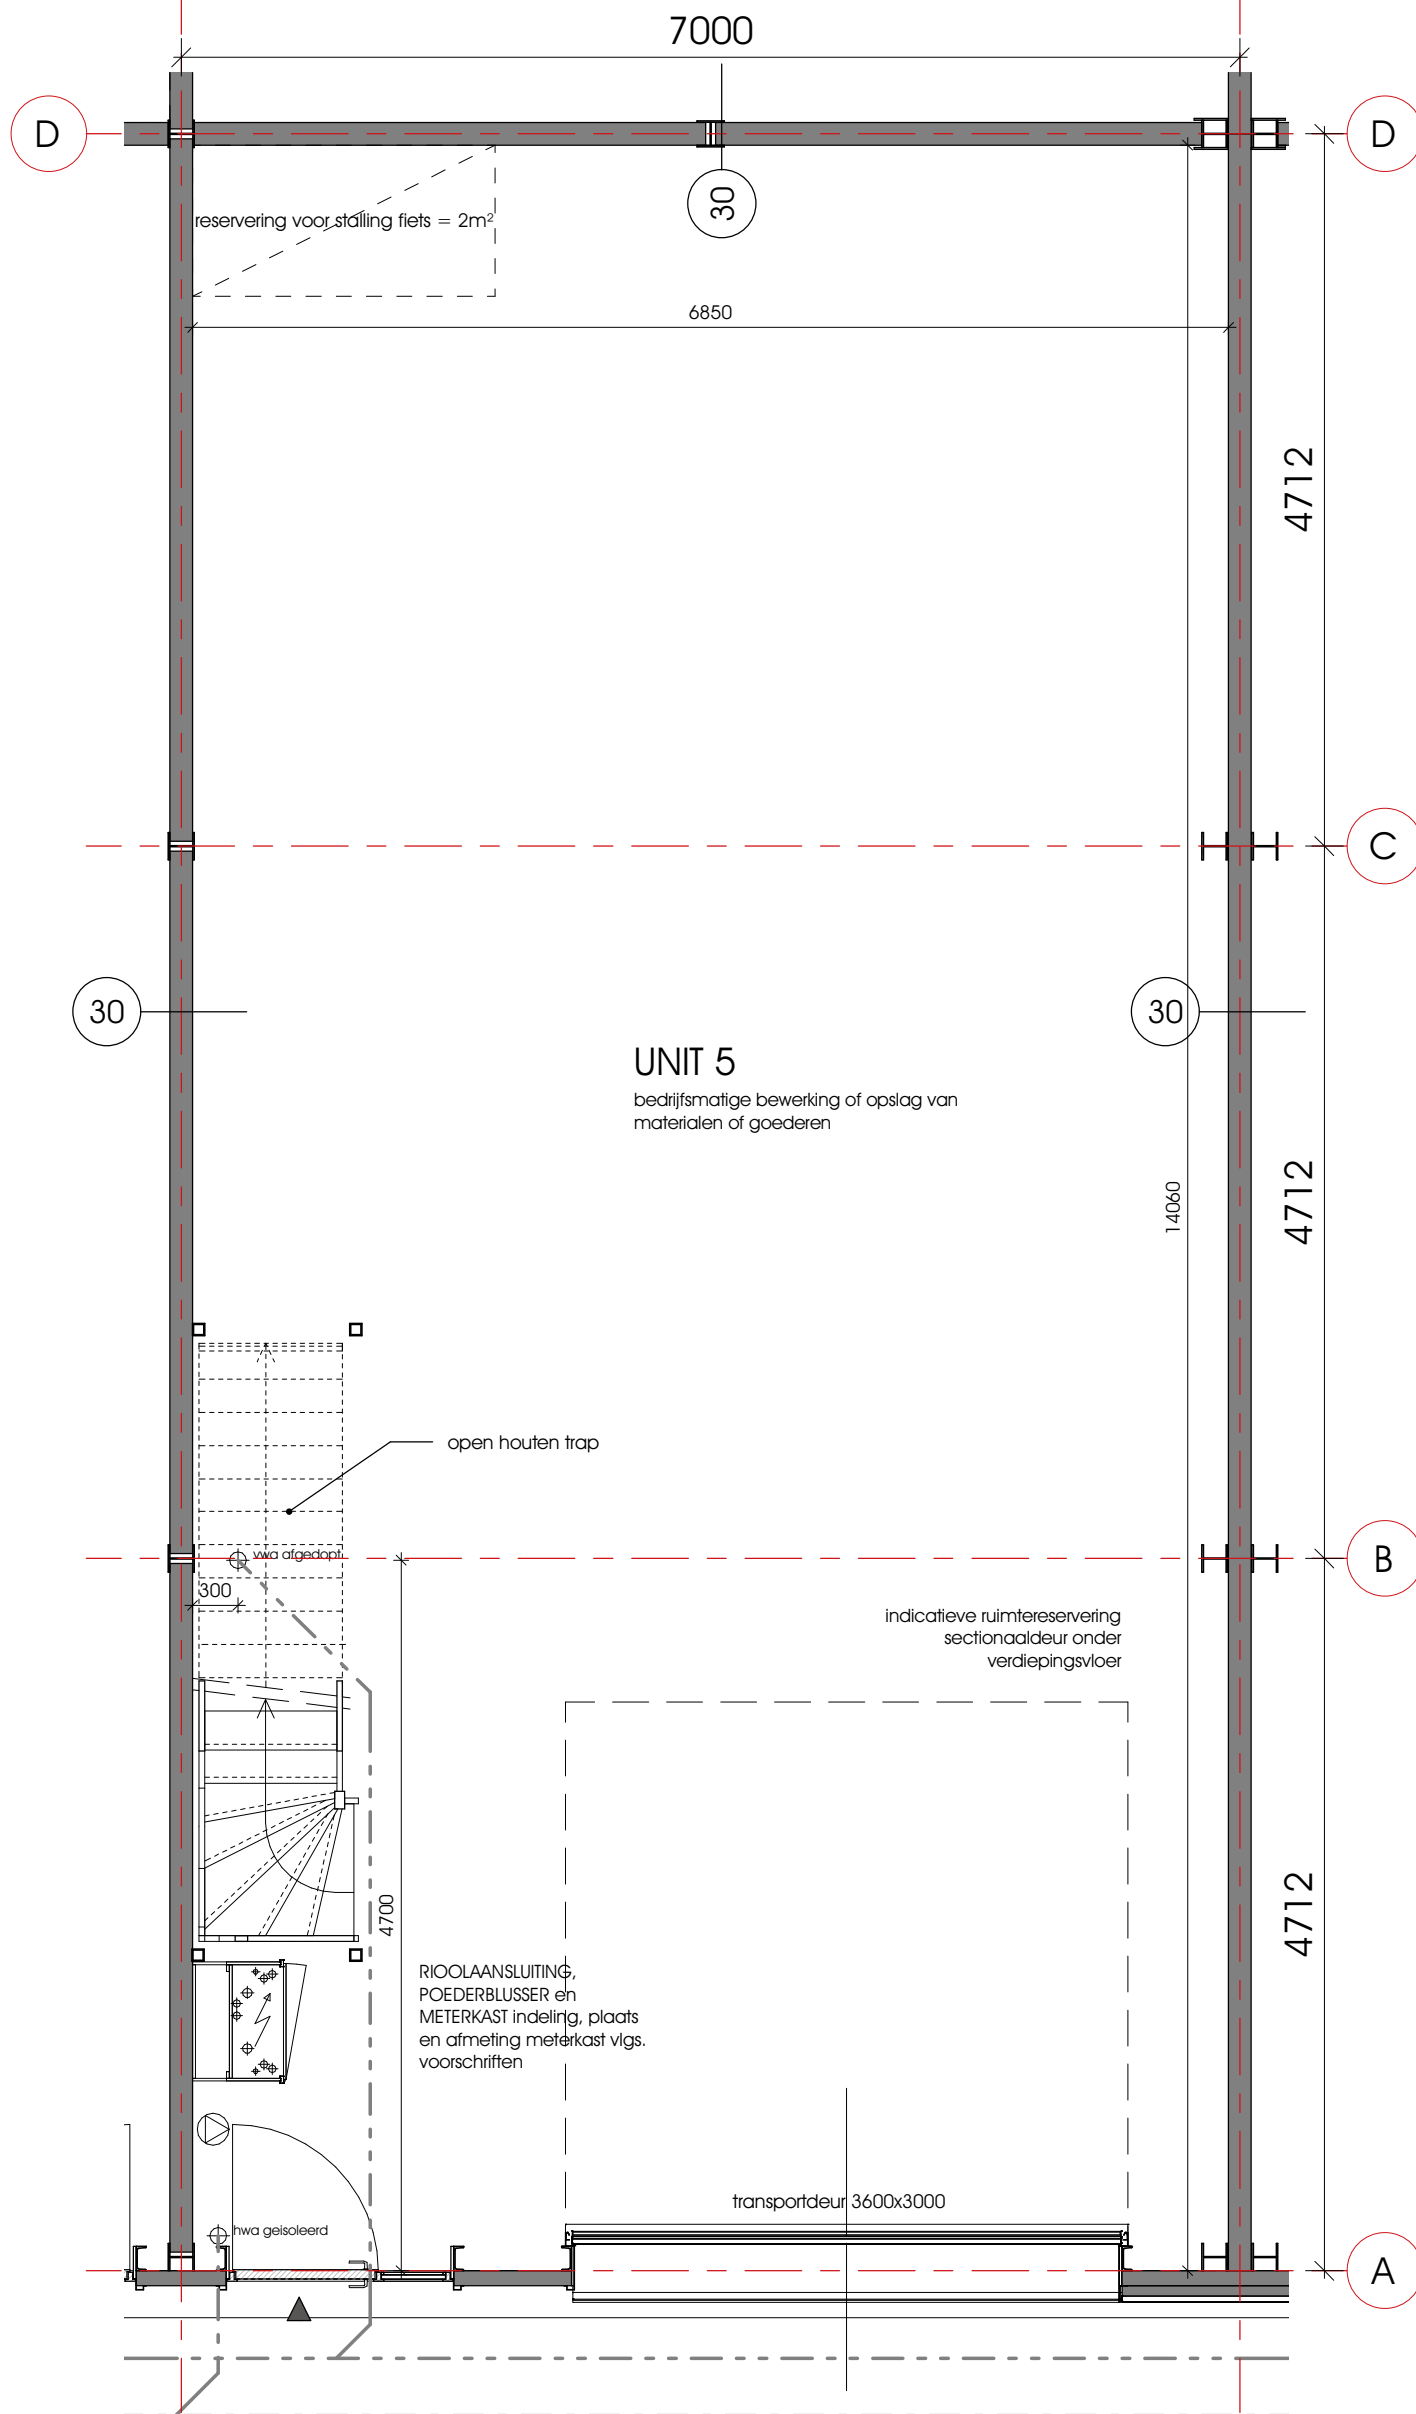 7000
D
D
30
reservering voor stalling fiets = 2m²
6850
4712
C
30
30
UNIT 5
bedrijfsmatige bewerking of opslag van
materialen of goederen
14060
4712
open houten trap
vwa afgedopt
B
300
indicatieve ruimtereservering
sectionaaldeur onder
verdiepingsvloer
4700
4712
RIOOLAANSLUITING,
POEDERBLUSSER en
METERKAST indeling, plaats
en afmeting meterkast vlgs.
voorschriften
transportdeur 3600x3000
hwa geisoleerd
A